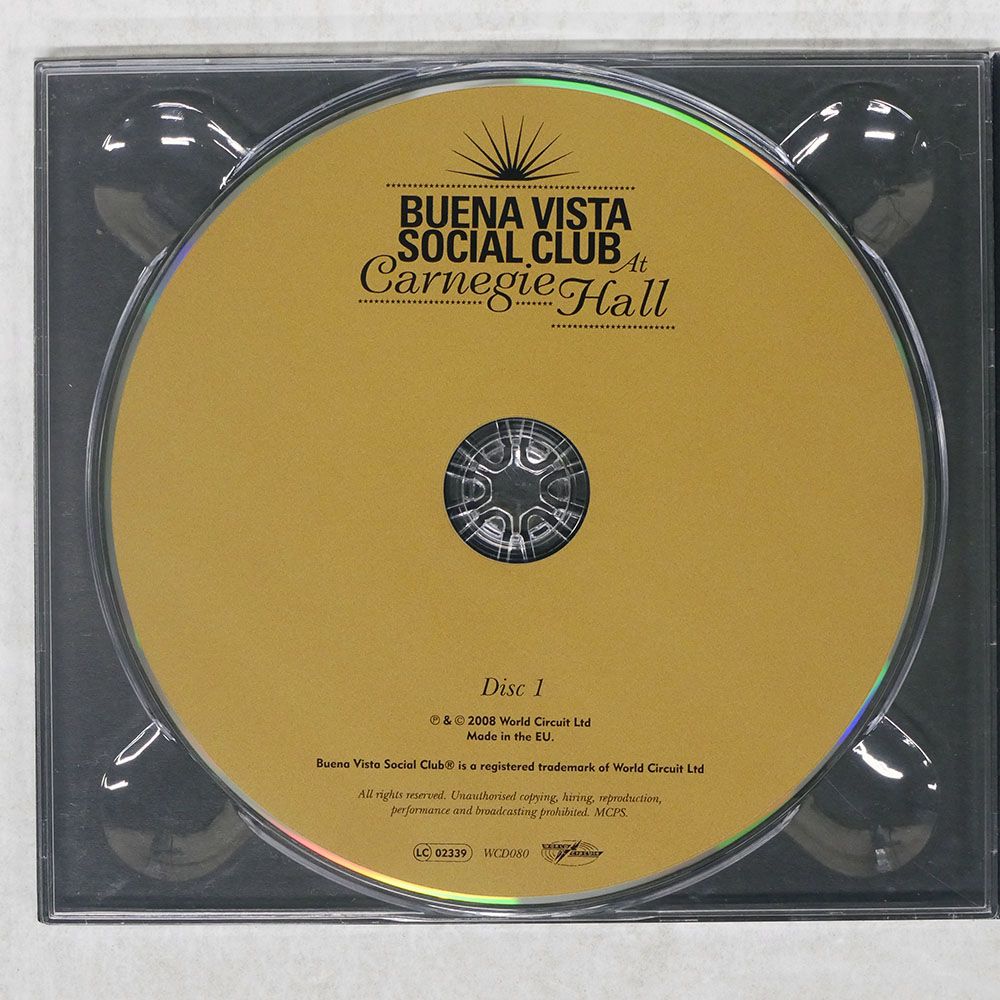 BUENA VISTA
SOCIAL CLUB At
Carnegie
Hall
Disc 1
℗ & © 2008 World Circuit Ltd
Made in the EU.
Buena Vista Social Club® is a registered trademark of World Circuit Ltd
All rights reserved. Unauthorised copying, hiring, reproduction,
performance and broadcasting prohibited. MCPS.
LC 02339 WCD080 WORLD CIRCUIT